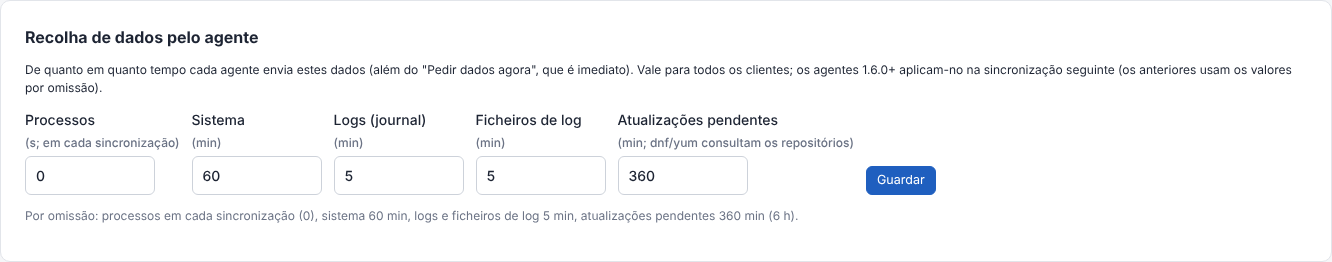 Recolha de dados pelo agente
De quanto em quanto tempo cada agente envia estes dados (além do "Pedir dados agora", que é imediato). Vale para todos os clientes; os agentes 1.6.0+ aplicam-no na sincronização seguinte (os anteriores usam os valores
por omissão).
Processos
(s; em cada sincronização)
0
Sistema
(min)
60
Logs (journal)
(min)
5
Ficheiros de log
(min)
5
Atualizações pendentes
(min; dnf/yum consultam os repositórios)
360
Guardar
Por omissão: processos em cada sincronização (0), sistema 60 min, logs e ficheiros de log 5 min, atualizações pendentes 360 min (6 h).